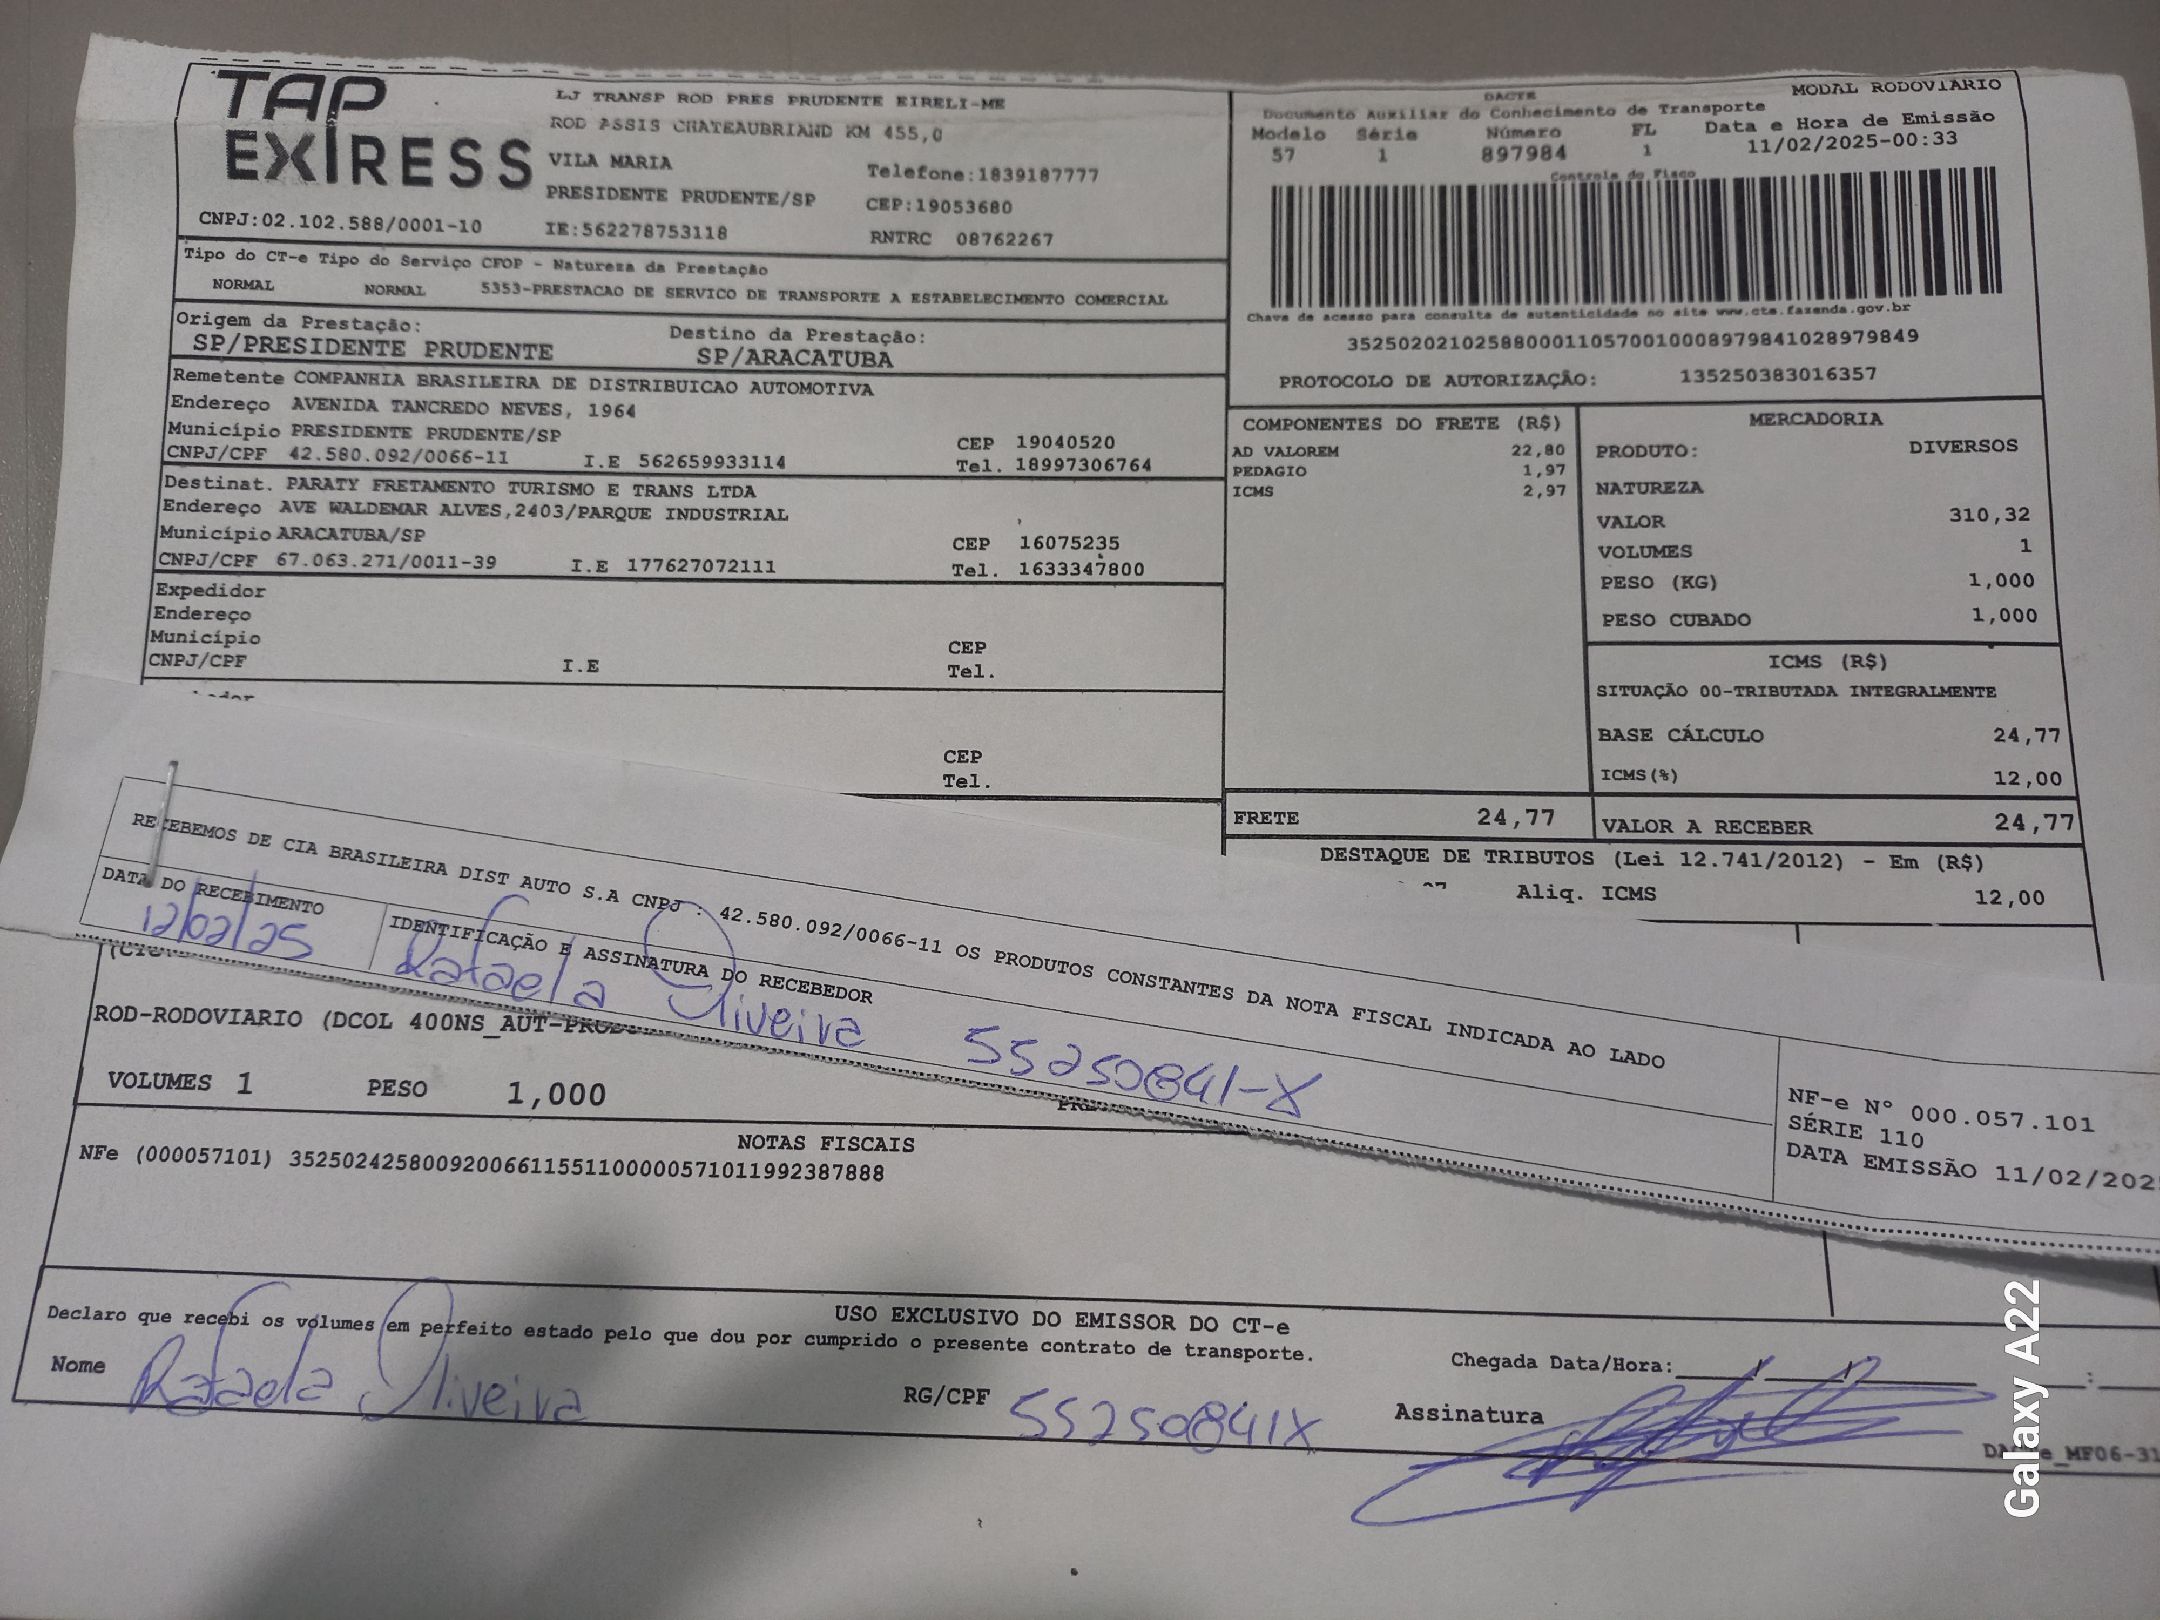 TAP
EXPRESS
LJ TRANSP ROD PRES PRUDENTE EIRELI-ME
ROD ASSIS CHATEAUBRIAND KM 455,0
VILA MARIA Telefone:1839187777
PRESIDENTE PRUDENTE/SP CEP:19053680
CNPJ:02.102.588/0001-10 IE:562278753118 RNTRC 08762267
MODAL RODOVIARIO
DACTE
Documento Auxiliar do Conhecimento de Transporte
Modelo Série Número FL Data e Hora de Emissão
57 1 897984 1 11/02/2025-00:33
Controle do Fisco
Chave de acesso para consulta de autenticidade no site www.cte.fazenda.gov.br
35250202102588000110570010008979841028979849
PROTOCOLO DE AUTORIZAÇÃO: 135250383016357
Tipo do CT-e Tipo do Serviço CFOP - Natureza da Prestação
NORMAL NORMAL 5353-PRESTACAO DE SERVICO DE TRANSPORTE A ESTABELECIMENTO COMERCIAL
Origem da Prestação: Destino da Prestação:
SP/PRESIDENTE PRUDENTE SP/ARACATUBA
Remetente COMPANHIA BRASILEIRA DE DISTRIBUICAO AUTOMOTIVA
Endereço AVENIDA TANCREDO NEVES, 1964
Município PRESIDENTE PRUDENTE/SP CEP 19040520
CNPJ/CPF 42.580.092/0066-11 I.E 562659933114 Tel. 18997306764
Destinat. PARATY FRETAMENTO TURISMO E TRANS LTDA
Endereço AVE WALDEMAR ALVES,2403/PARQUE INDUSTRIAL
Município ARACATUBA/SP CEP 16075235
CNPJ/CPF 67.063.271/0011-39 I.E 177627072111 Tel. 1633347800
Expedidor
Endereço
Município CEP
CNPJ/CPF I.E Tel.
CEP
Tel.
COMPONENTES DO FRETE (R$)
AD VALOREM 22,80
PEDAGIO 1,97
ICMS 2,97
FRETE 24,77
MERCADORIA
PRODUTO: DIVERSOS
NATUREZA
VALOR 310,32
VOLUMES 1
PESO (KG) 1,000
PESO CUBADO 1,000
ICMS (R$)
SITUAÇÃO 00-TRIBUTADA INTEGRALMENTE
BASE CÁLCULO 24,77
ICMS(%) 12,00
VALOR A RECEBER 24,77
DESTAQUE DE TRIBUTOS (Lei 12.741/2012) - Em (R$)
Aliq. ICMS 12,00
RECEBEMOS DE CIA BRASILEIRA DIST AUTO S.A CNPJ : 42.580.092/0066-11 OS PRODUTOS CONSTANTES DA NOTA FISCAL INDICADA AO LADO
DATA DO RECEBIMENTO IDENTIFICAÇÃO E ASSINATURA DO RECEBEDOR
12/02/25 Rafaela Oliveira 55250841-X
NF-e Nº 000.057.101
SÉRIE 110
DATA EMISSÃO 11/02/202
ROD-RODOVIARIO (DCOL 400NS_AUT-
VOLUMES 1 PESO 1,000
NOTAS FISCAIS
NFe (000057101) 35250242580092006611551100000571011992387888
USO EXCLUSIVO DO EMISSOR DO CT-e
Declaro que recebi os volumes em perfeito estado pelo que dou por cumprido o presente contrato de transporte.
Nome Rafaela Oliveira RG/CPF 55250841X Chegada Data/Hora:___/___/___ : 
Assinatura
MF06-31
Galaxy A22